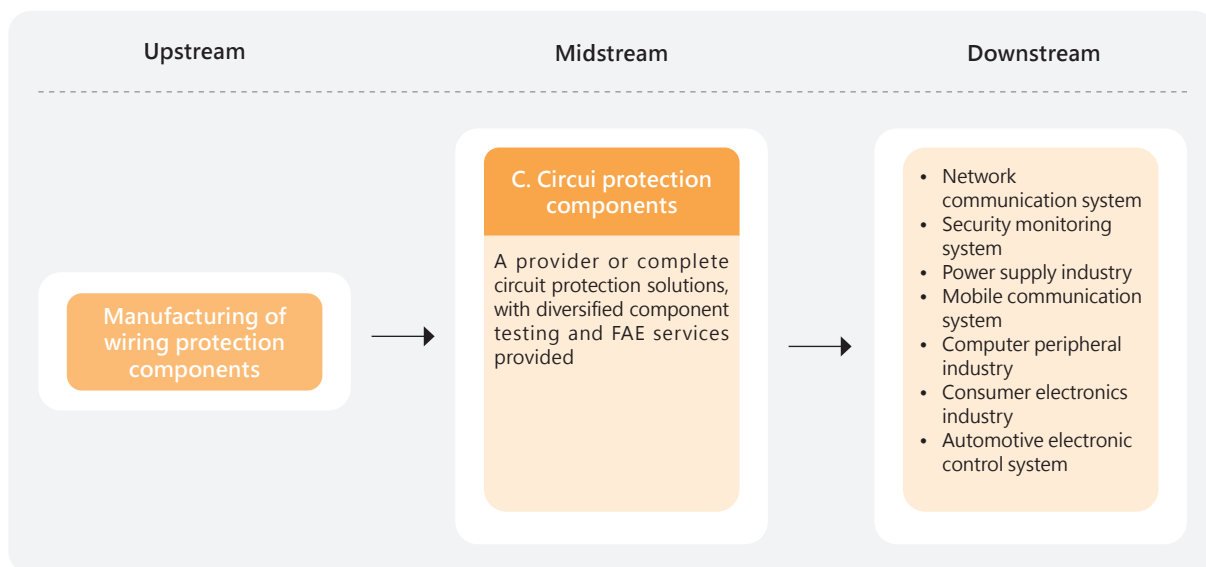 Upstream
Midstream
Downstream
Manufacturing of
wiring protection
components
C. Circui protection
components
A provider or complete
circuit protection solutions,
with diversified component
testing and FAE services
provided
• Network
communication system
• Security monitoring
system
• Power supply industry
• Mobile communication
system
• Computer peripheral
industry
• Consumer electronics
industry
• Automotive electronic
control system